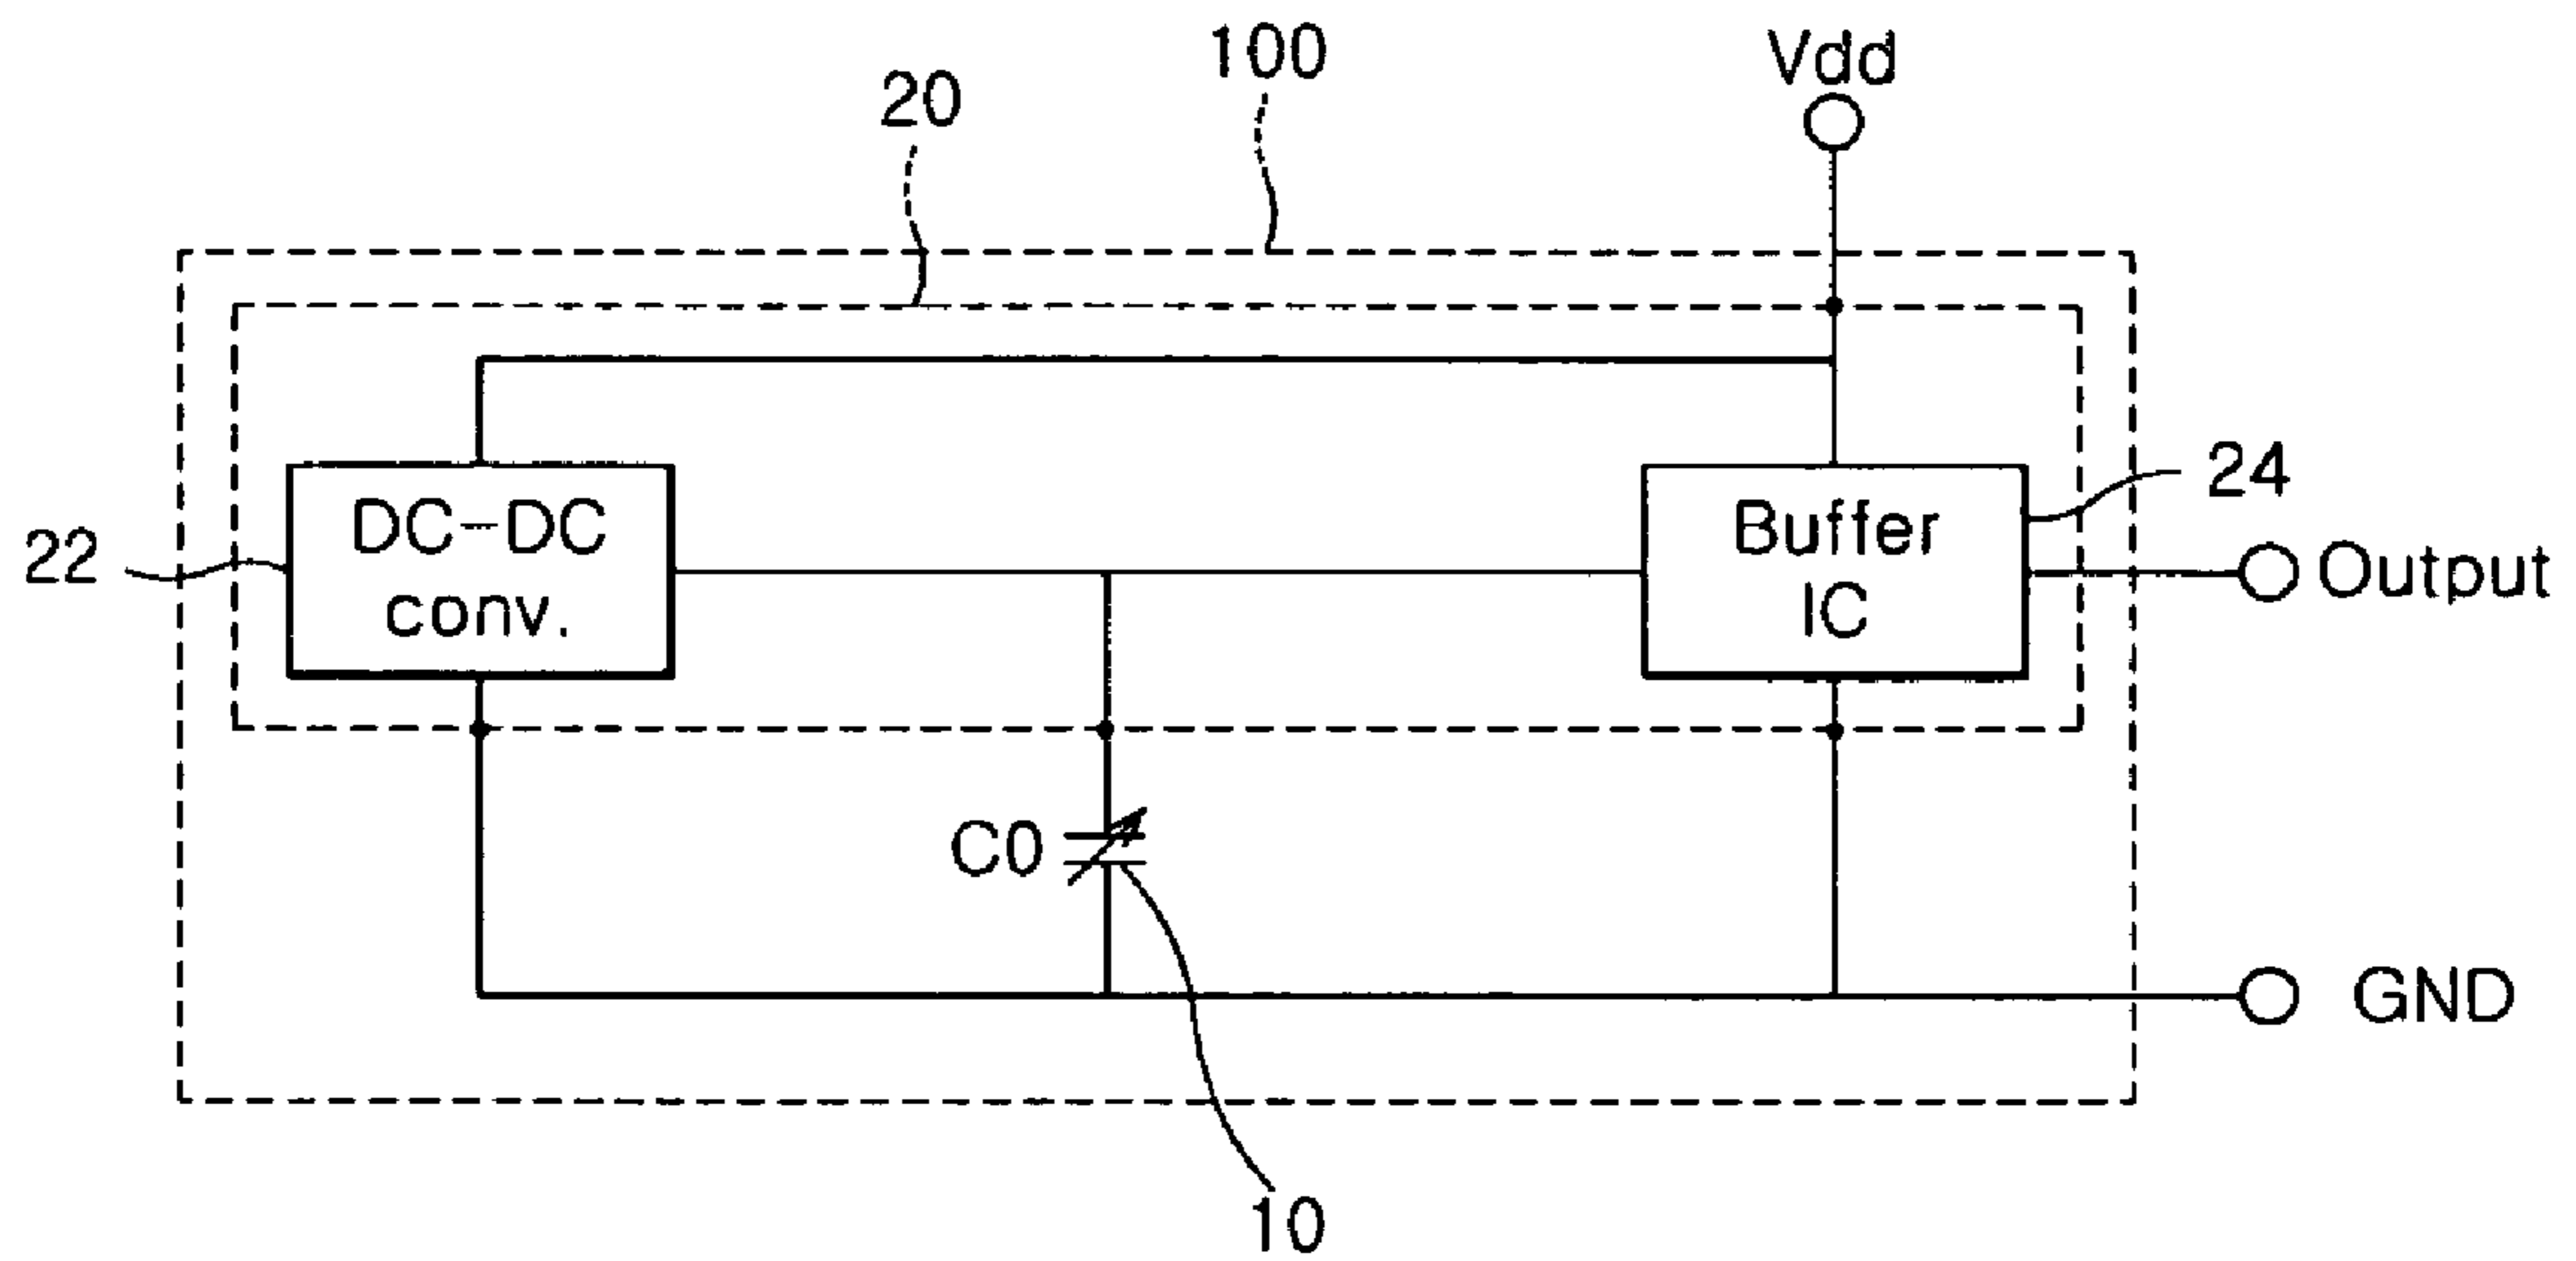 100
Vdd
20
24
DC-DC
conv.
Buffer
IC
22
Output
C0
GND
10